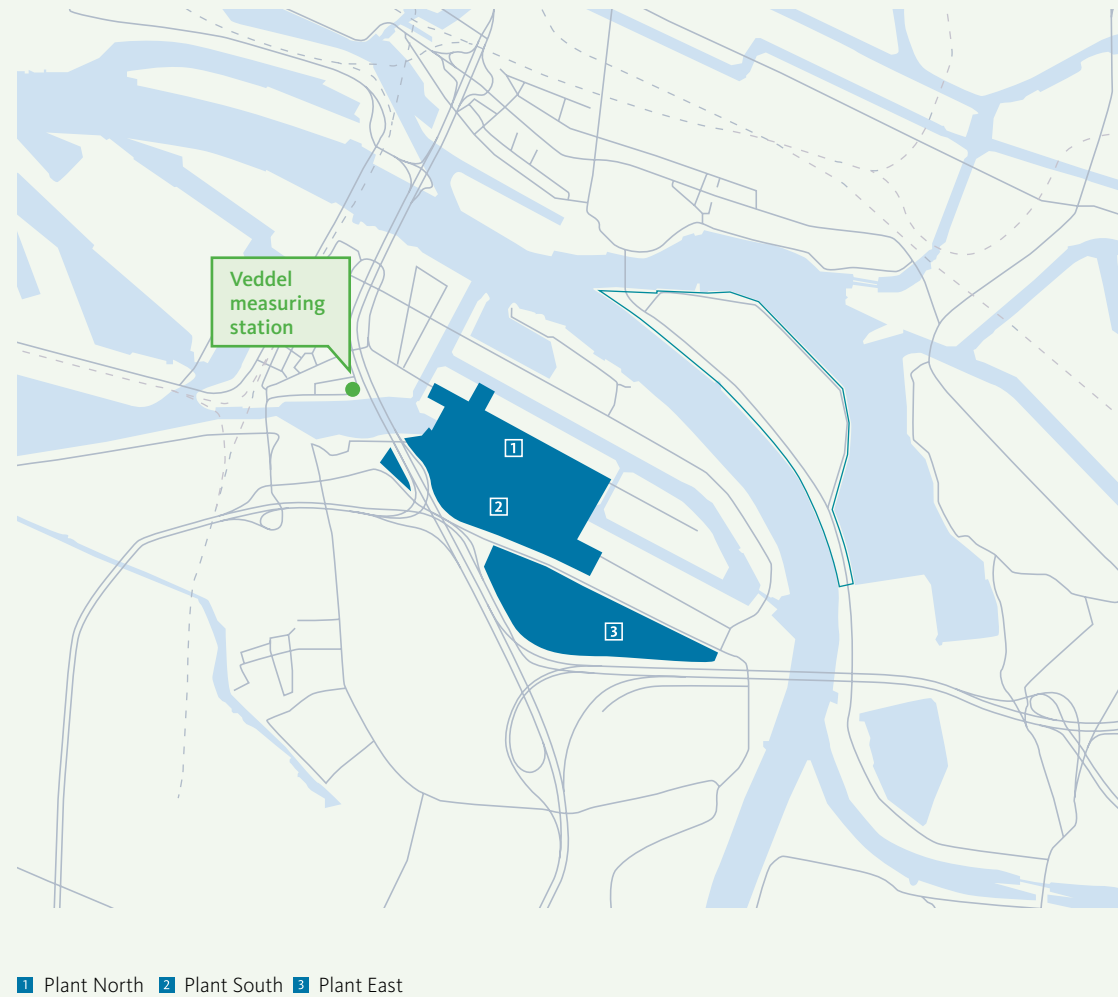 Veddel
measuring
station
1
2
3
1 Plant North 2 Plant South 3 Plant East